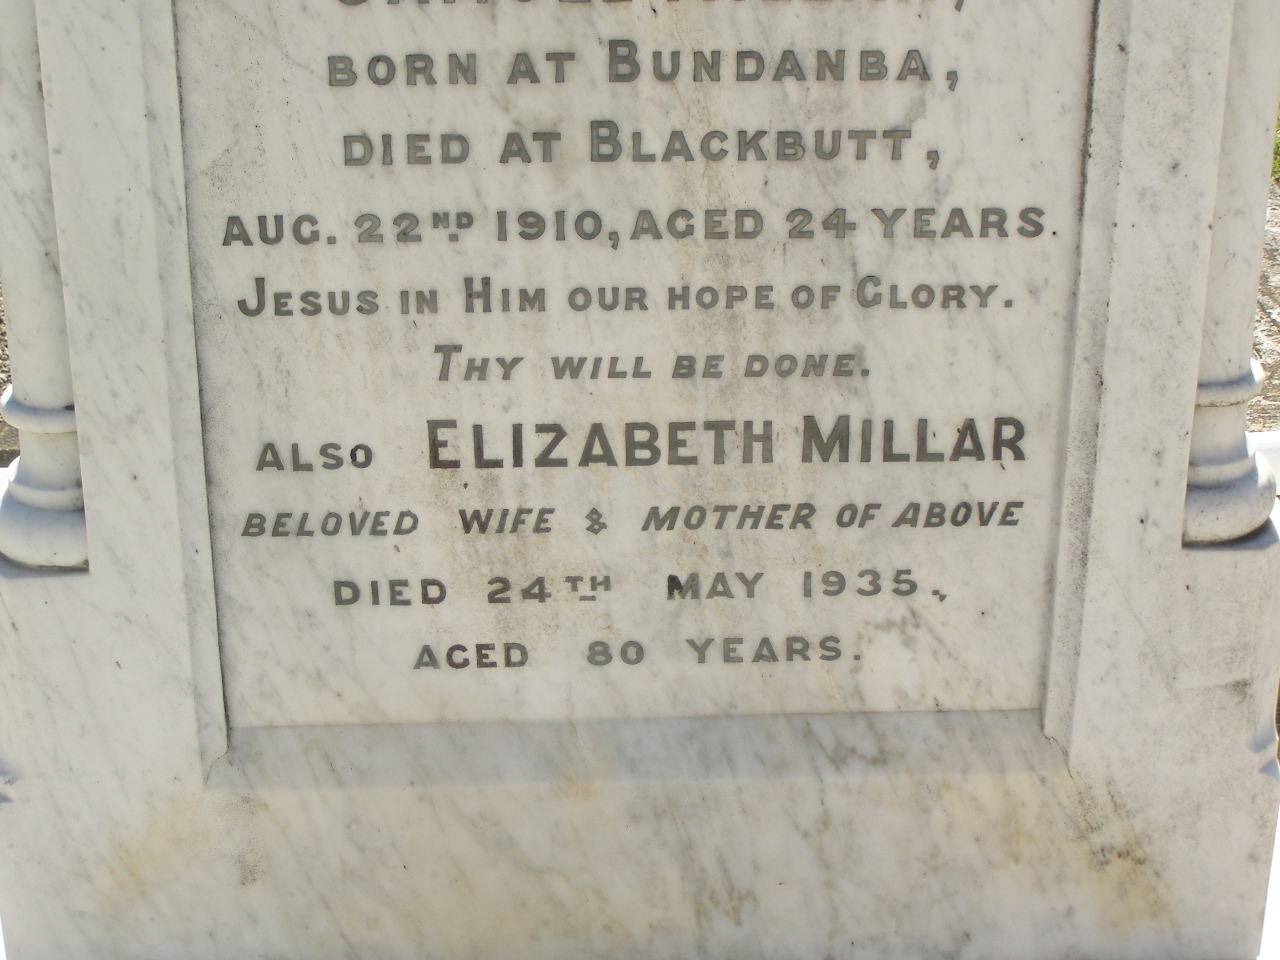 BORN AT BUNDANBA,
DIED AT BLACKBUTT,
AUG. 22ND 1910, AGED 24 YEARS.
JESUS IN HIM OUR HOPE OF GLORY.
THY WILL BE DONE.
ALSO ELIZABETH MILLAR
BELOVED WIFE & MOTHER OF ABOVE
DIED 24TH MAY 1935.,
AGED 80 YEARS.